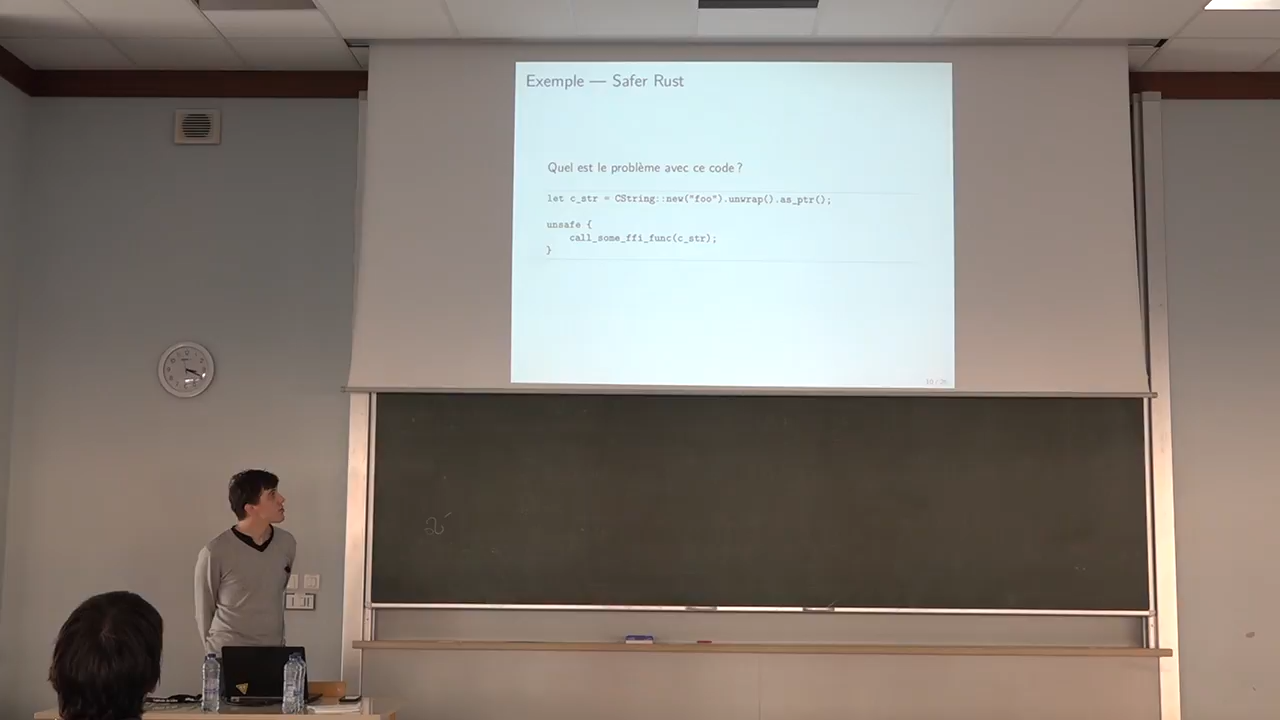 Exemple — Safer Rust
Quel est le problème avec ce code ?
let c_str = CString::new("foo").unwrap().as_ptr();
unsafe {
    call_some_ffi_func(c_str);
}